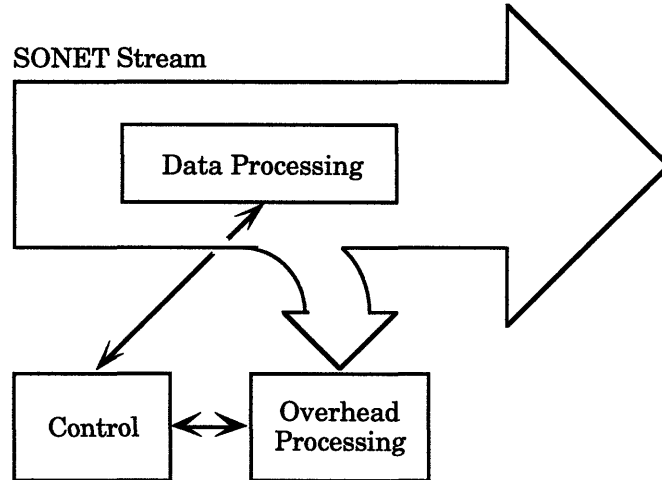 SONET Stream
Data Processing
Control
Overhead
Processing